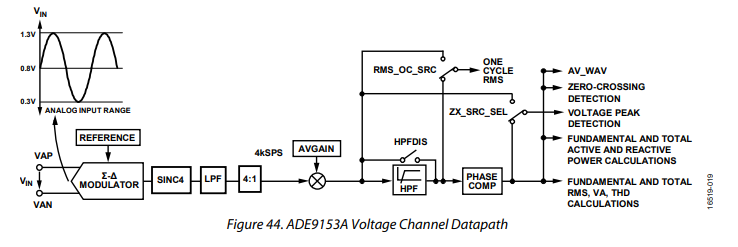 VIN
1.3V
0.8V
0.3V
ANALOG INPUT RANGE
REFERENCE
VAP
VIN
VAN
Σ-Δ
MODULATOR
SINC4
LPF
4:1
4kSPS
AVGAIN
HPFDIS
HPF
RMS_OC_SRC
ONE
CYCLE
RMS
ZX_SRC_SEL
PHASE
COMP
AV_WAV
ZERO-CROSSING
DETECTION
VOLTAGE PEAK
DETECTION
FUNDAMENTAL AND TOTAL
ACTIVE AND REACTIVE
POWER CALCULATIONS
FUNDAMENTAL AND TOTAL
RMS, VA, THD
CALCULATIONS
16519-019
Figure 44. ADE9153A Voltage Channel Datapath